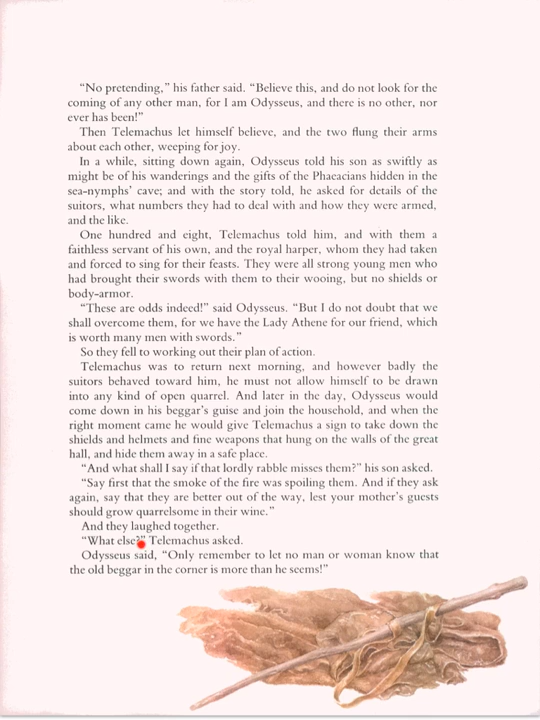 “No pretending,” his father said. “Believe this, and do not look for the
coming of any other man, for I am Odysseus, and there is no other, nor
ever has been!”
Then Telemachus let himself believe, and the two flung their arms
about each other, weeping for joy.
In a while, sitting down again, Odysseus told his son as swiftly as
might be of his wanderings and the gifts of the Phaeacians hidden in the
sea-nymphs’ cave; and with the story told, he asked for details of the
suitors, what numbers they had to deal with and how they were armed,
and the like.
One hundred and eight, Telemachus told him, and with them a
faithless servant of his own, and the royal harper, whom they had taken
and forced to sing for their feasts. They were all strong young men who
had brought their swords with them to their wooing, but no shields or
body-armor.
“These are odds indeed!” said Odysseus. “But I do not doubt that we
shall overcome them, for we have the Lady Athene for our friend, which
is worth many men with swords.”
So they fell to working out their plan of action.
Telemachus was to return next morning, and however badly the
suitors behaved toward him, he must not allow himself to be drawn
into any kind of open quarrel. And later in the day, Odysseus would
come down in his beggar’s guise and join the household, and when the
right moment came he would give Telemachus a sign to take down the
shields and helmets and fine weapons that hung on the walls of the great
hall, and hide them away in a safe place.
“And what shall I say if that lordly rabble misses them?” his son asked.
“Say first that the smoke of the fire was spoiling them. And if they ask
again, say that they are better out of the way, lest your mother’s guests
should grow quarrelsome in their wine.”
And they laughed together.
“What else?” Telemachus asked.
Odysseus said, “Only remember to let no man or woman know that
the old beggar in the corner is more than he seems!”